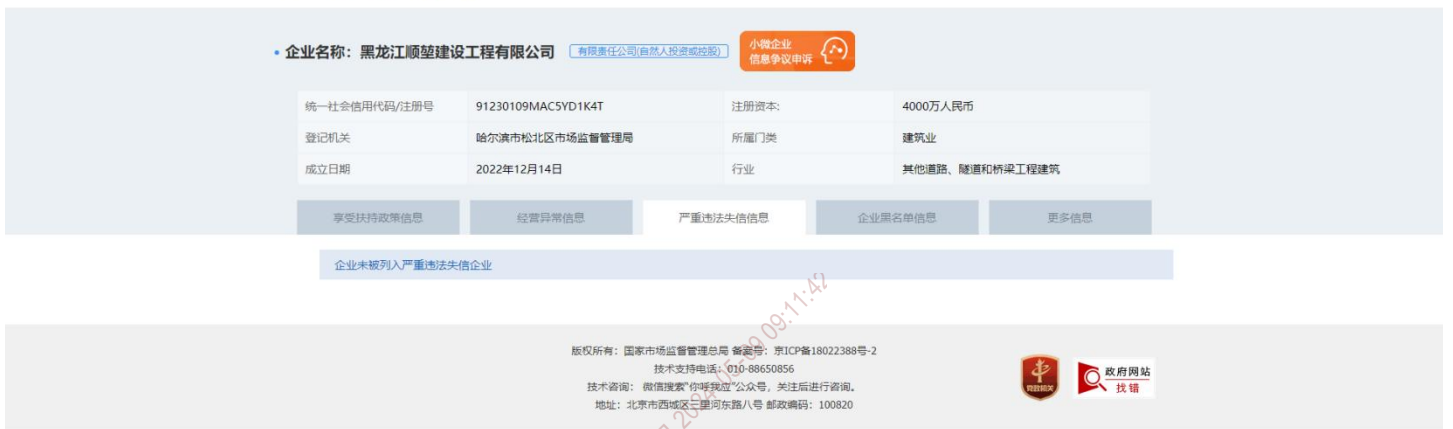 企业名称：黑龙江顺堃建设工程有限公司 有限责任公司(自然人投资或控股) 小微企业
信息争议申诉
统一社会信用代码/注册号 91230109MAC5YD1K4T 注册资本: 4000万人民币
登记机关 哈尔滨市松北区市场监督管理局 所属门类 建筑业
成立日期 2022年12月14日 行业 其他道路、隧道和桥梁工程建筑
享受扶持政策信息 经营异常信息 严重违法失信信息 企业黑名单信息 更多信息
企业未被列入严重违法失信企业
版权所有：国家市场监督管理总局 备案号：京ICP备18022388号-2
技术支持电话：010-88650856
技术咨询： 微信搜索“你呼我应”公众号，关注后进行咨询。
地址：北京市西城区三里河东路八号 邮政编码：100820
党政机关
政府网站
找错
2024-05-09 09:11:42